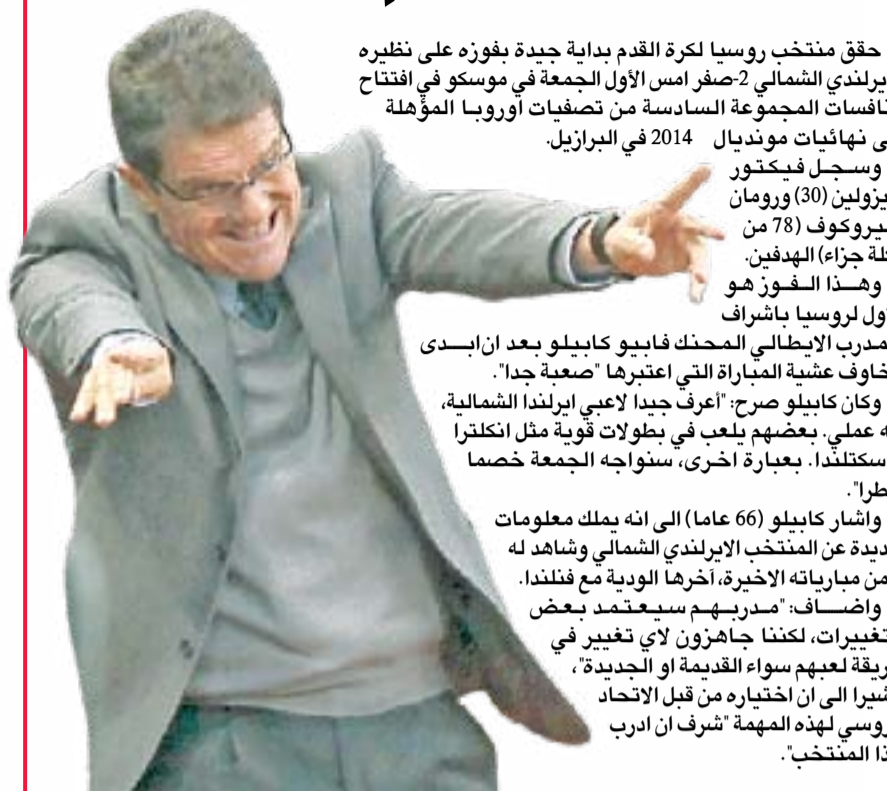 حقق منتخب روسيا لكرة القدم بداية جيدة بفوزه على نظيره
يرلندي الشمالي 2-صفر امس الأول الجمعة في موسكو في افتتاح
نافسات المجموعة السادسة من تصفيات اوروبا المؤهلة
ى نهائيات مونديال 2014 في البرازيل.
وسجل فيكتور
يزولين (30) ورومان
يروكوف (78 من
لة جزاء) الهدفين.
وهذا الفوز هو
ول لروسيا باشراف
مدرب الايطالي المحنك فابيو كابيلو بعد ان ابدى
خاوف عشية المباراة التي اعتبرها "صعبة جدا".
وكان كابيلو صرح: "أعرف جيدا لاعبي ايرلندا الشمالية،
ه عملي. بعضهم يلعب في بطولات قوية مثل انكلترا
سكتلندا. بعبارة اخرى، سنواجه الجمعة خصما
طرا".
واشار كابيلو (66 عاما) الى انه يملك معلومات
ديدة عن المنتخب الايرلندي الشمالي وشاهد له
من مبارياته الاخيرة، آخرها الودية مع فنلندا.
واضاف: "مدربهم سيعتمد بعض
تغييرات، لكننا جاهزون لاي تغيير في
ريقة لعبهم سواء القديمة او الجديدة"،
شيرا الى ان اختياره من قبل الاتحاد
روسي لهذه المهمة "شرف ان ادرب
ذا المنتخب".